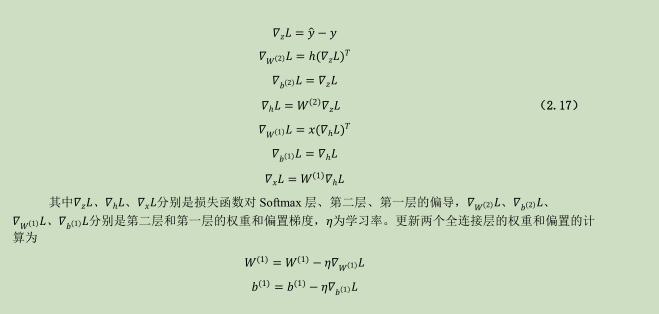 ∇_z L = ŷ − y
∇_{W^{(2)}} L = h(∇_z L)^T
∇_{b^{(2)}} L = ∇_z L
∇_h L = W^{(2)} ∇_z L （2.17）
∇_{W^{(1)}} L = x(∇_h L)^T
∇_{b^{(1)}} L = ∇_h L
∇_x L = W^{(1)} ∇_h L
其中∇_z L、∇_h L、∇_x L分别是损失函数对 Softmax 层、第二层、第一层的偏导，∇_{W^{(2)}} L、∇_{b^{(2)}} L、
∇_{W^{(1)}} L、∇_{b^{(1)}} L分别是第二层和第一层的权重和偏置梯度，η为学习率。更新两个全连接层的权重和偏置的计
算为
W^{(1)} = W^{(1)} − η∇_{W^{(1)}} L
b^{(1)} = b^{(1)} − η∇_{b^{(1)}} L